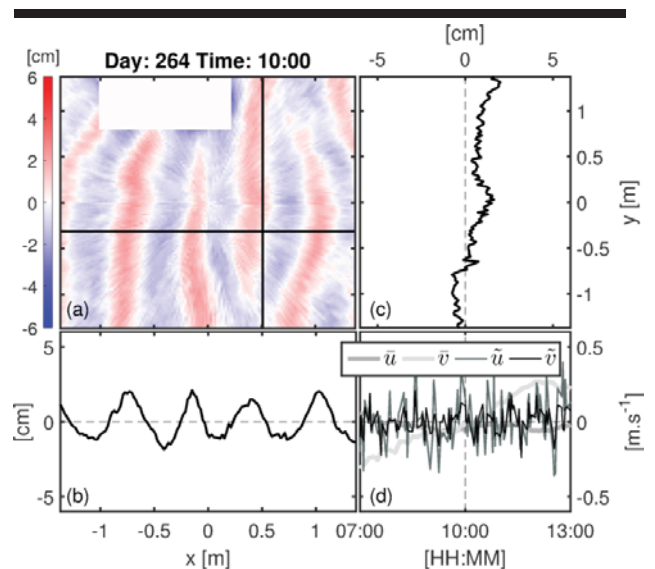 [cm]
[cm] Day: 264 Time: 10:00 -5 0 5
6
4 1
2 0.5
0 0 y [m]
-2 -0.5
-4 -1
-6 (a) (c)
ū v̄ ũ ṽ
5 0.5
[cm] 0 0 [m.s⁻¹]
-5 (b) (d) -0.5
-1 -0.5 0 0.5 1 07:00 10:00 13:00
x [m] [HH:MM]